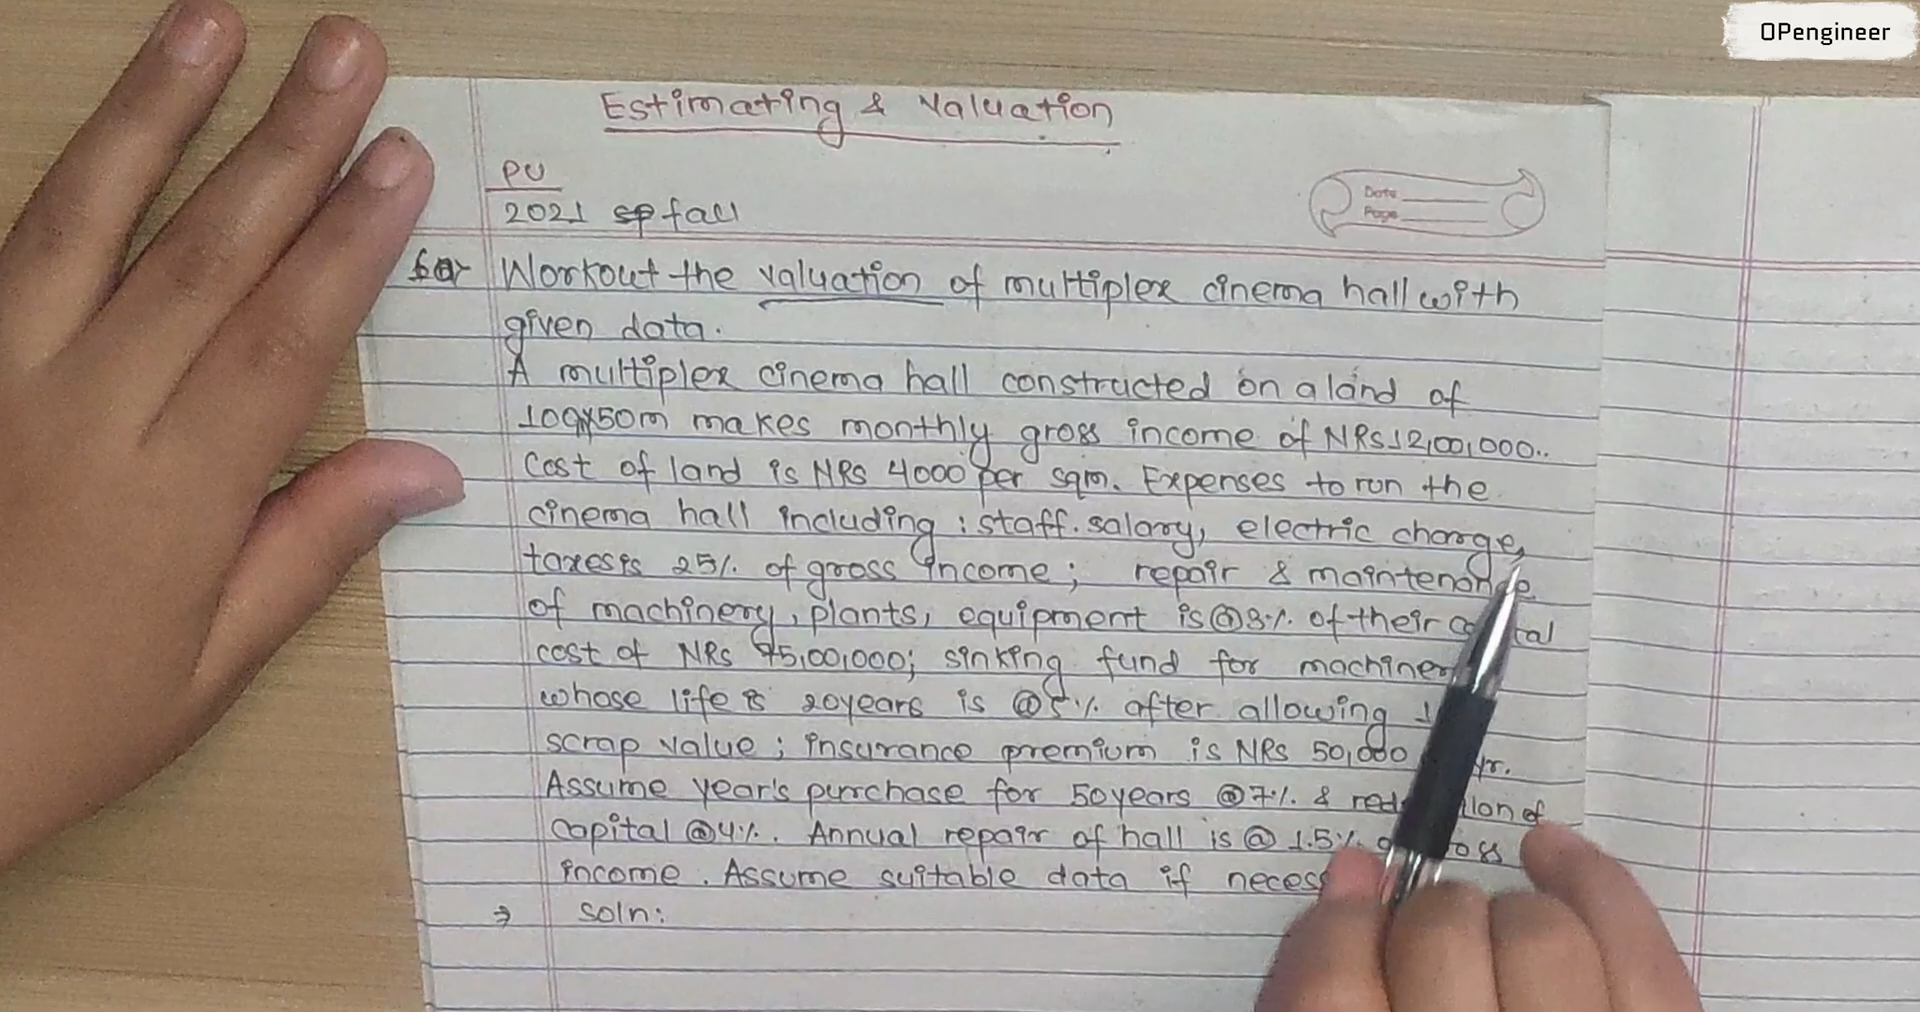 OPengineer
Estimating & Valuation
PU
2021 sp fall
Date
Page
6a> Workout the valuation of multiplex cinema hall with
given data.
A multiplex cinema hall constructed on a land of
100x50m makes monthly gross income of NRs 12,00,000..
Cost of land is NRs 4000 per sqm. Expenses to run the
cinema hall including : staff. salary, electric charge,
taxes is 25% of gross income; repair & maintenance
of machinery, plants, equipment is @ 3% of their
cost of NRs 75,00,000; sinking fund for
whose life is 20years is @ 5% after allowing
scrap value; insurance premium is NRs 50,000 yr.
Assume year's purchase for 50years @ 7% & of
capital @ 4%. Annual repair of hall is @ 1.5%
income. Assume suitable data if
→ Soln: